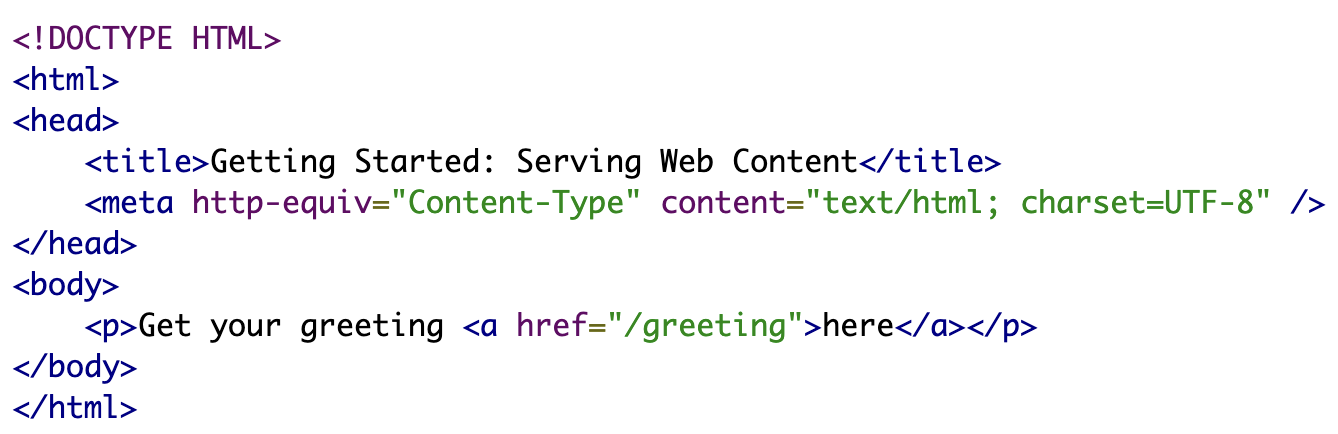 <!DOCTYPE HTML>
<html>
<head>
    <title>Getting Started: Serving Web Content</title>
    <meta http-equiv="Content-Type" content="text/html; charset=UTF-8" />
</head>
<body>
    <p>Get your greeting <a href="/greeting">here</a></p>
</body>
</html>